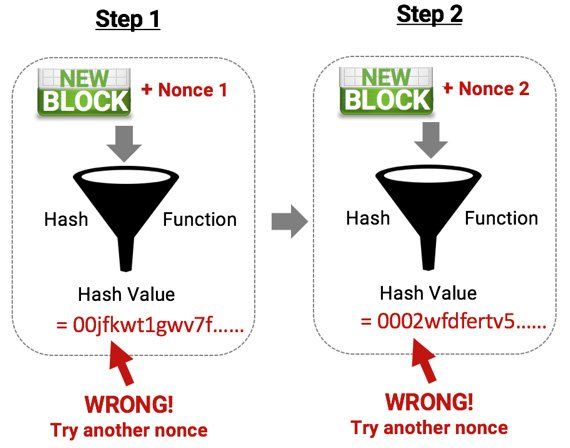 Step 1
NEW
BLOCK
+ Nonce 1
Hash Function
Hash Value
= 00jfkwt1gwv7f......
WRONG!
Try another nonce
Step 2
NEW
BLOCK
+ Nonce 2
Hash Function
Hash Value
= 0002wfdfertv5......
WRONG!
Try another nonce